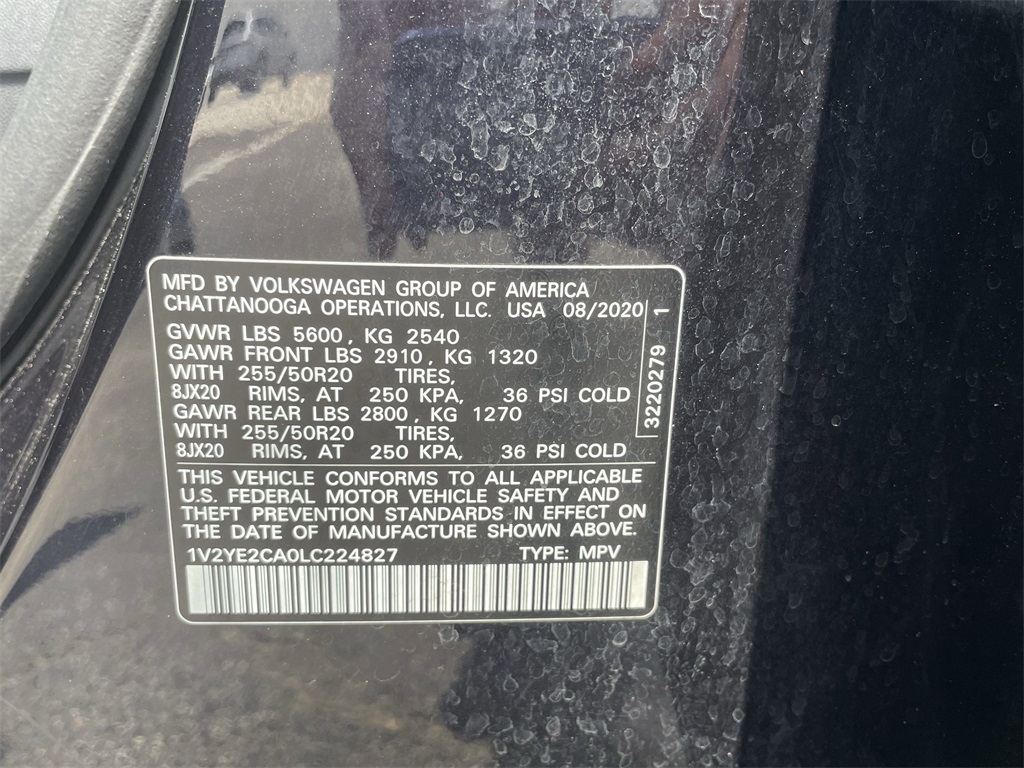 MFD BY VOLKSWAGEN GROUP OF AMERICA
CHATTANOOGA OPERATIONS, LLC. USA 08/2020
GVWR LBS 5600, KG 2540
GAWR FRONT LBS 2910, KG 1320
WITH 255/50R20 TIRES,
8JX20 RIMS, AT 250 KPA, 36 PSI COLD
GAWR REAR LBS 2800, KG 1270
WITH 255/50R20 TIRES,
8JX20 RIMS, AT 250 KPA, 36 PSI COLD
3220279 1
THIS VEHICLE CONFORMS TO ALL APPLICABLE
U.S. FEDERAL MOTOR VEHICLE SAFETY AND
THEFT PREVENTION STANDARDS IN EFFECT ON
THE DATE OF MANUFACTURE SHOWN ABOVE.
1V2YE2CA0LC224827 TYPE: MPV